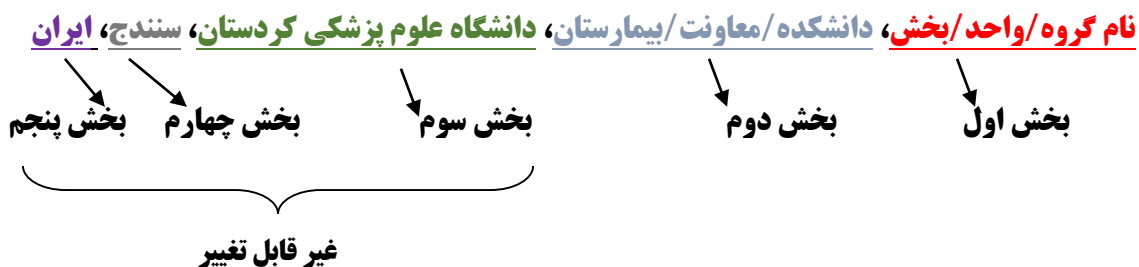 نام گروه/واحد/بخش، دانشکده/معاونت/بیمارستان، دانشگاه علوم پزشکی کردستان، سنندج، ایران
بخش اول بخش دوم بخش سوم بخش چهارم بخش پنجم
غیر قابل تغییر